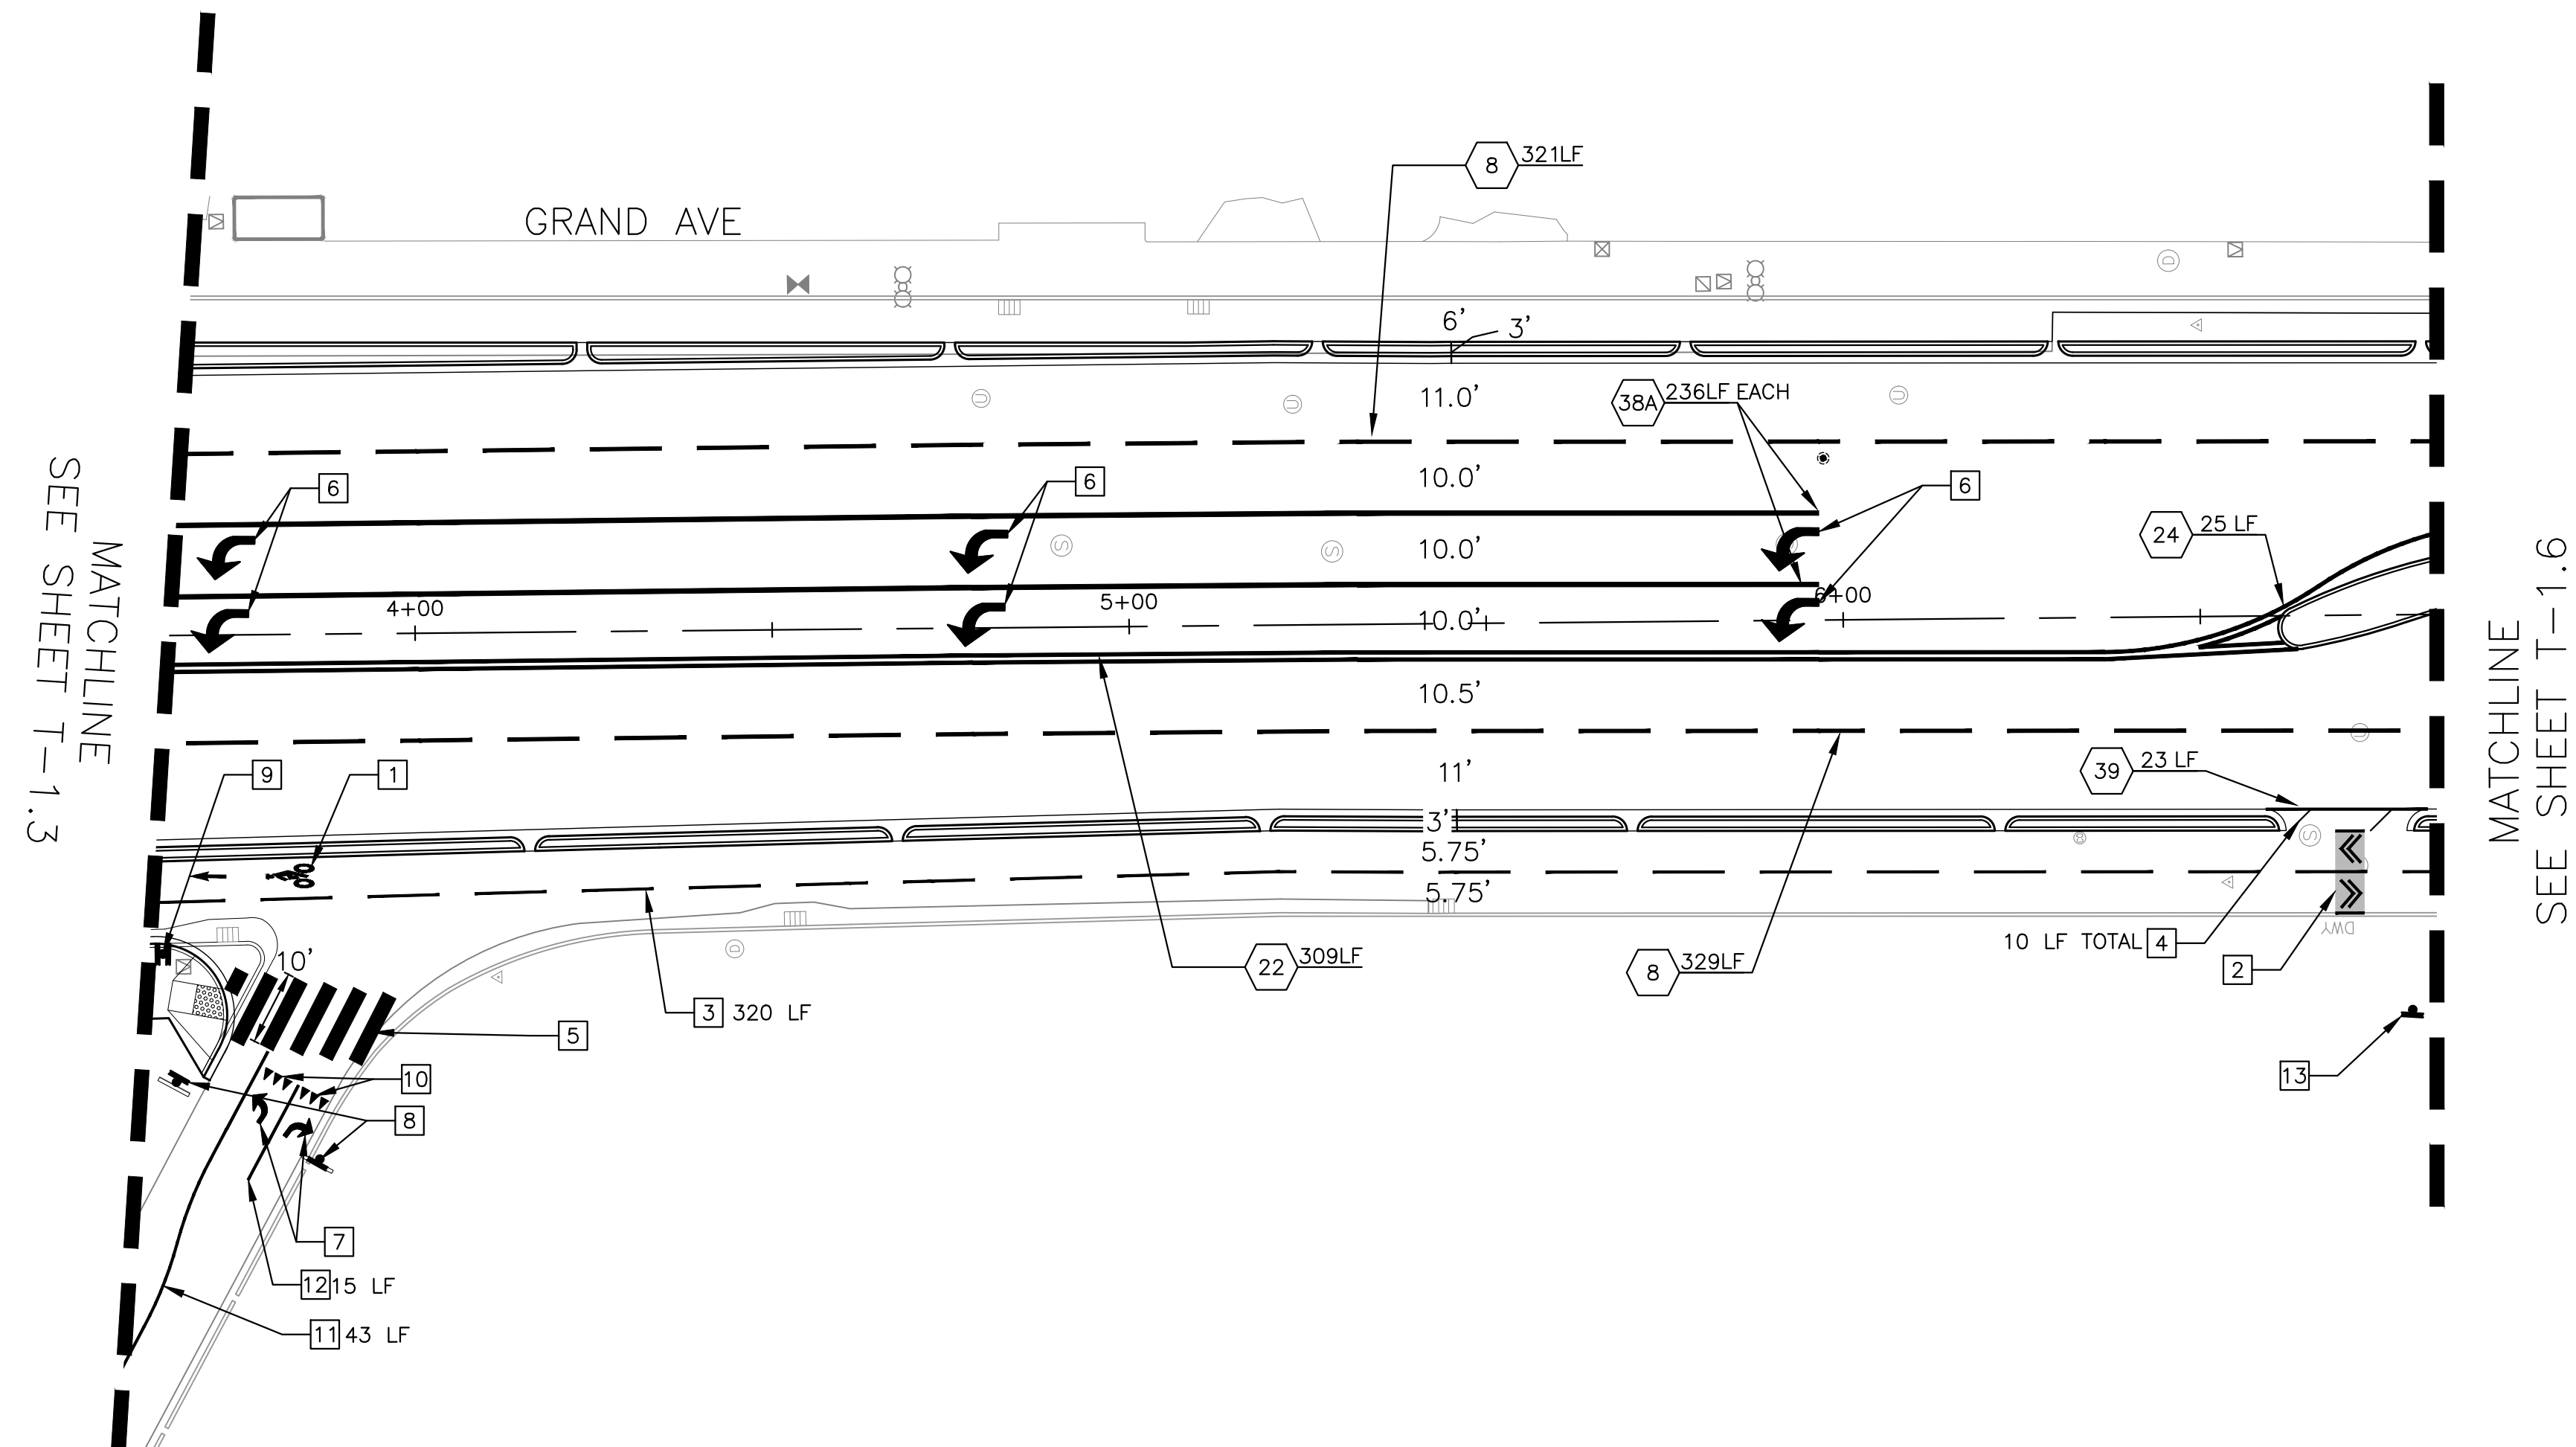 8 321LF
GRAND AVE
6' 3'
11.0'
38A 236LF EACH
10.0'
6
6
6
24 25 LF
10.0'
4+00
5+00
6+00
10.0'
10.5'
11'
9
1
39 23 LF
3'
5.75'
5.75'
DWY
10 LF TOTAL 4
2
10'
22 309LF
8 329LF
3 320 LF
5
10
8
13
7
12 15 LF
11 43 LF
MATCHLINE
SEE SHEET T-1.3
MATCHLINE
SEE SHEET T-1.6
U
U
U
U
S
S
S
D
D